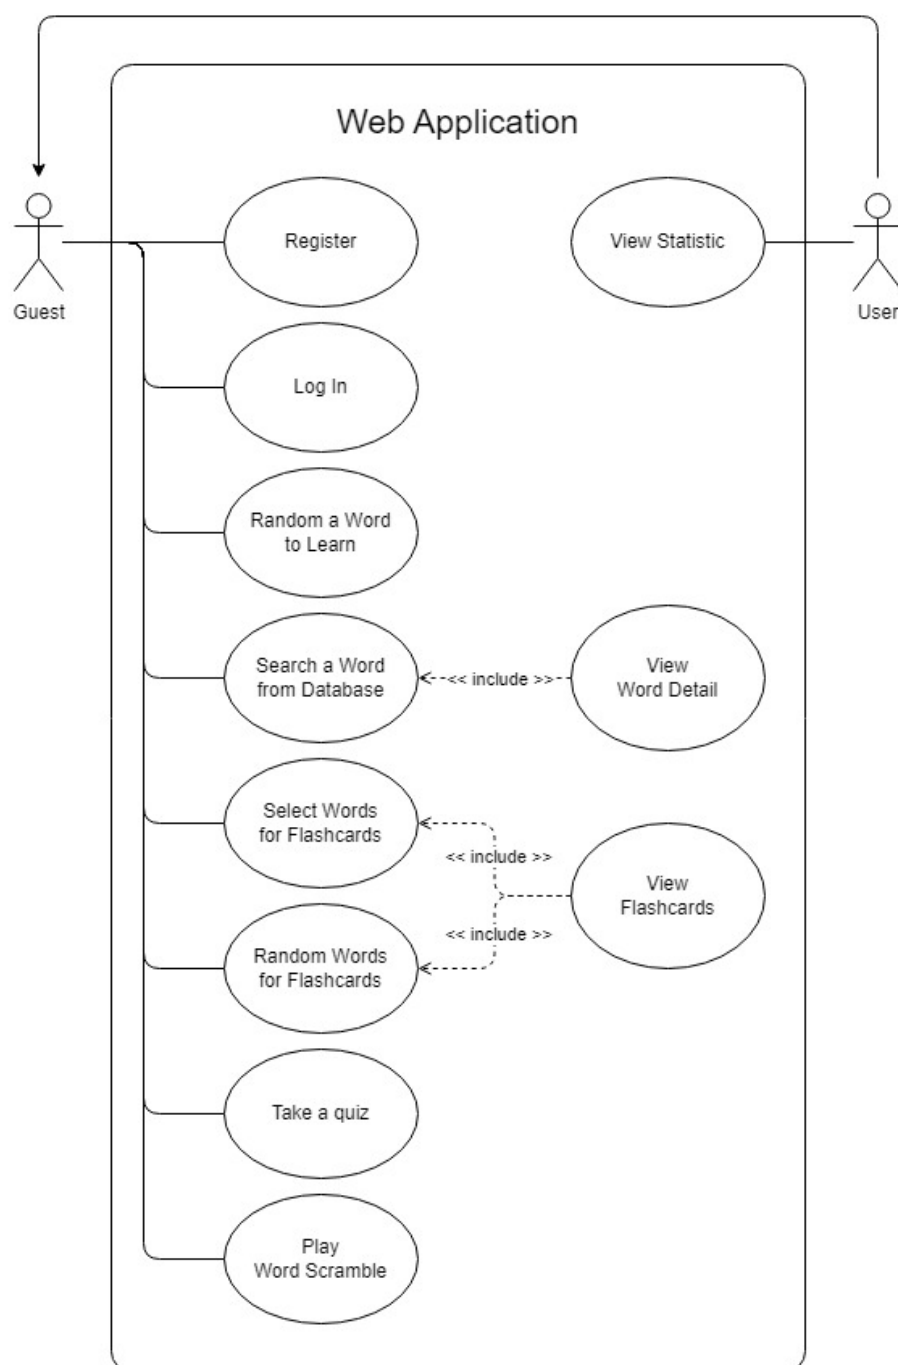 Web Application
Register
View Statistic
Guest
User
Log In
Random a Word
to Learn
Search a Word
from Database
<< include >>
View
Word Detail
Select Words
for Flashcards
<< include >>
View
Flashcards
<< include >>
Random Words
for Flashcards
Take a quiz
Play
Word Scramble